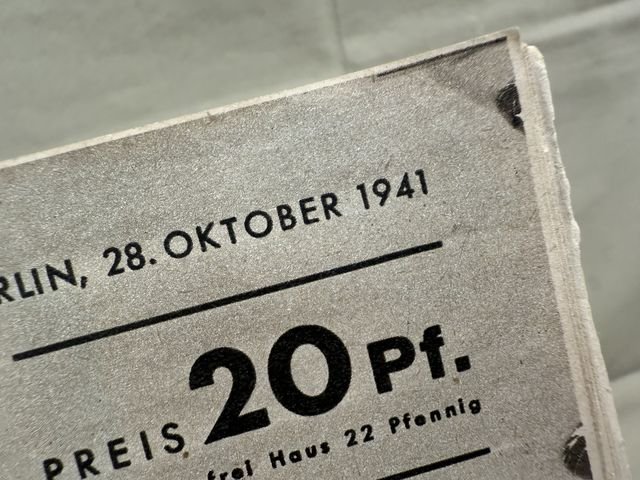 RLIN, 28. OKTOBER 1941
PREIS 20 Pf.
frei Haus 22 Pfennig